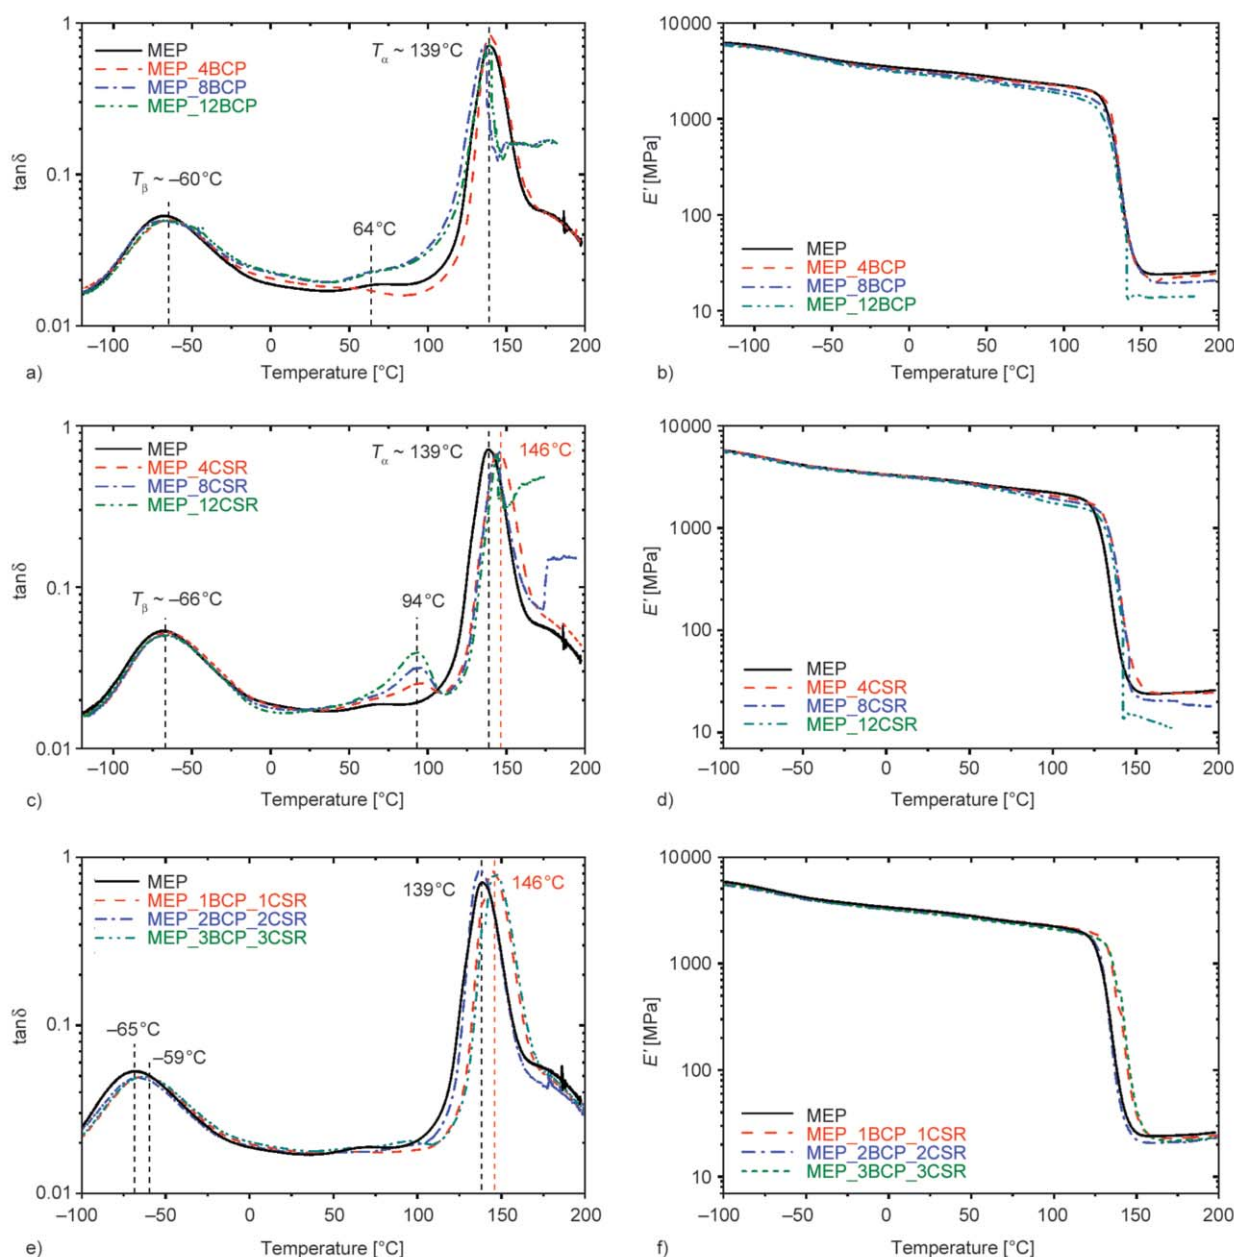 1
MEP
MEP_4BCP
MEP_8BCP
MEP_12BCP
Tα ~ 139°C
Tβ ~ –60°C
64°C
0.1
0.01
tanδ
–100 –50 0 50 100 150 200
a) Temperature [°C]
10000
1000
100
10
E' [MPa]
MEP
MEP_4BCP
MEP_8BCP
MEP_12BCP
–100 –50 0 50 100 150 200
b) Temperature [°C]
1
MEP
MEP_4CSR
MEP_8CSR
MEP_12CSR
Tα ~ 139°C
146°C
Tβ ~ –66°C
94°C
0.1
0.01
tanδ
–100 –50 0 50 100 150 200
c) Temperature [°C]
10000
1000
100
10
E' [MPa]
MEP
MEP_4CSR
MEP_8CSR
MEP_12CSR
–100 –50 0 50 100 150 200
d) Temperature [°C]
1
MEP
MEP_1BCP_1CSR
MEP_2BCP_2CSR
MEP_3BCP_3CSR
139°C
146°C
–65°C
–59°C
0.1
0.01
tanδ
–100 –50 0 50 100 150 200
e) Temperature [°C]
10000
1000
100
10
E' [MPa]
MEP
MEP_1BCP_1CSR
MEP_2BCP_2CSR
MEP_3BCP_3CSR
–100 –50 0 50 100 150 200
f) Temperature [°C]